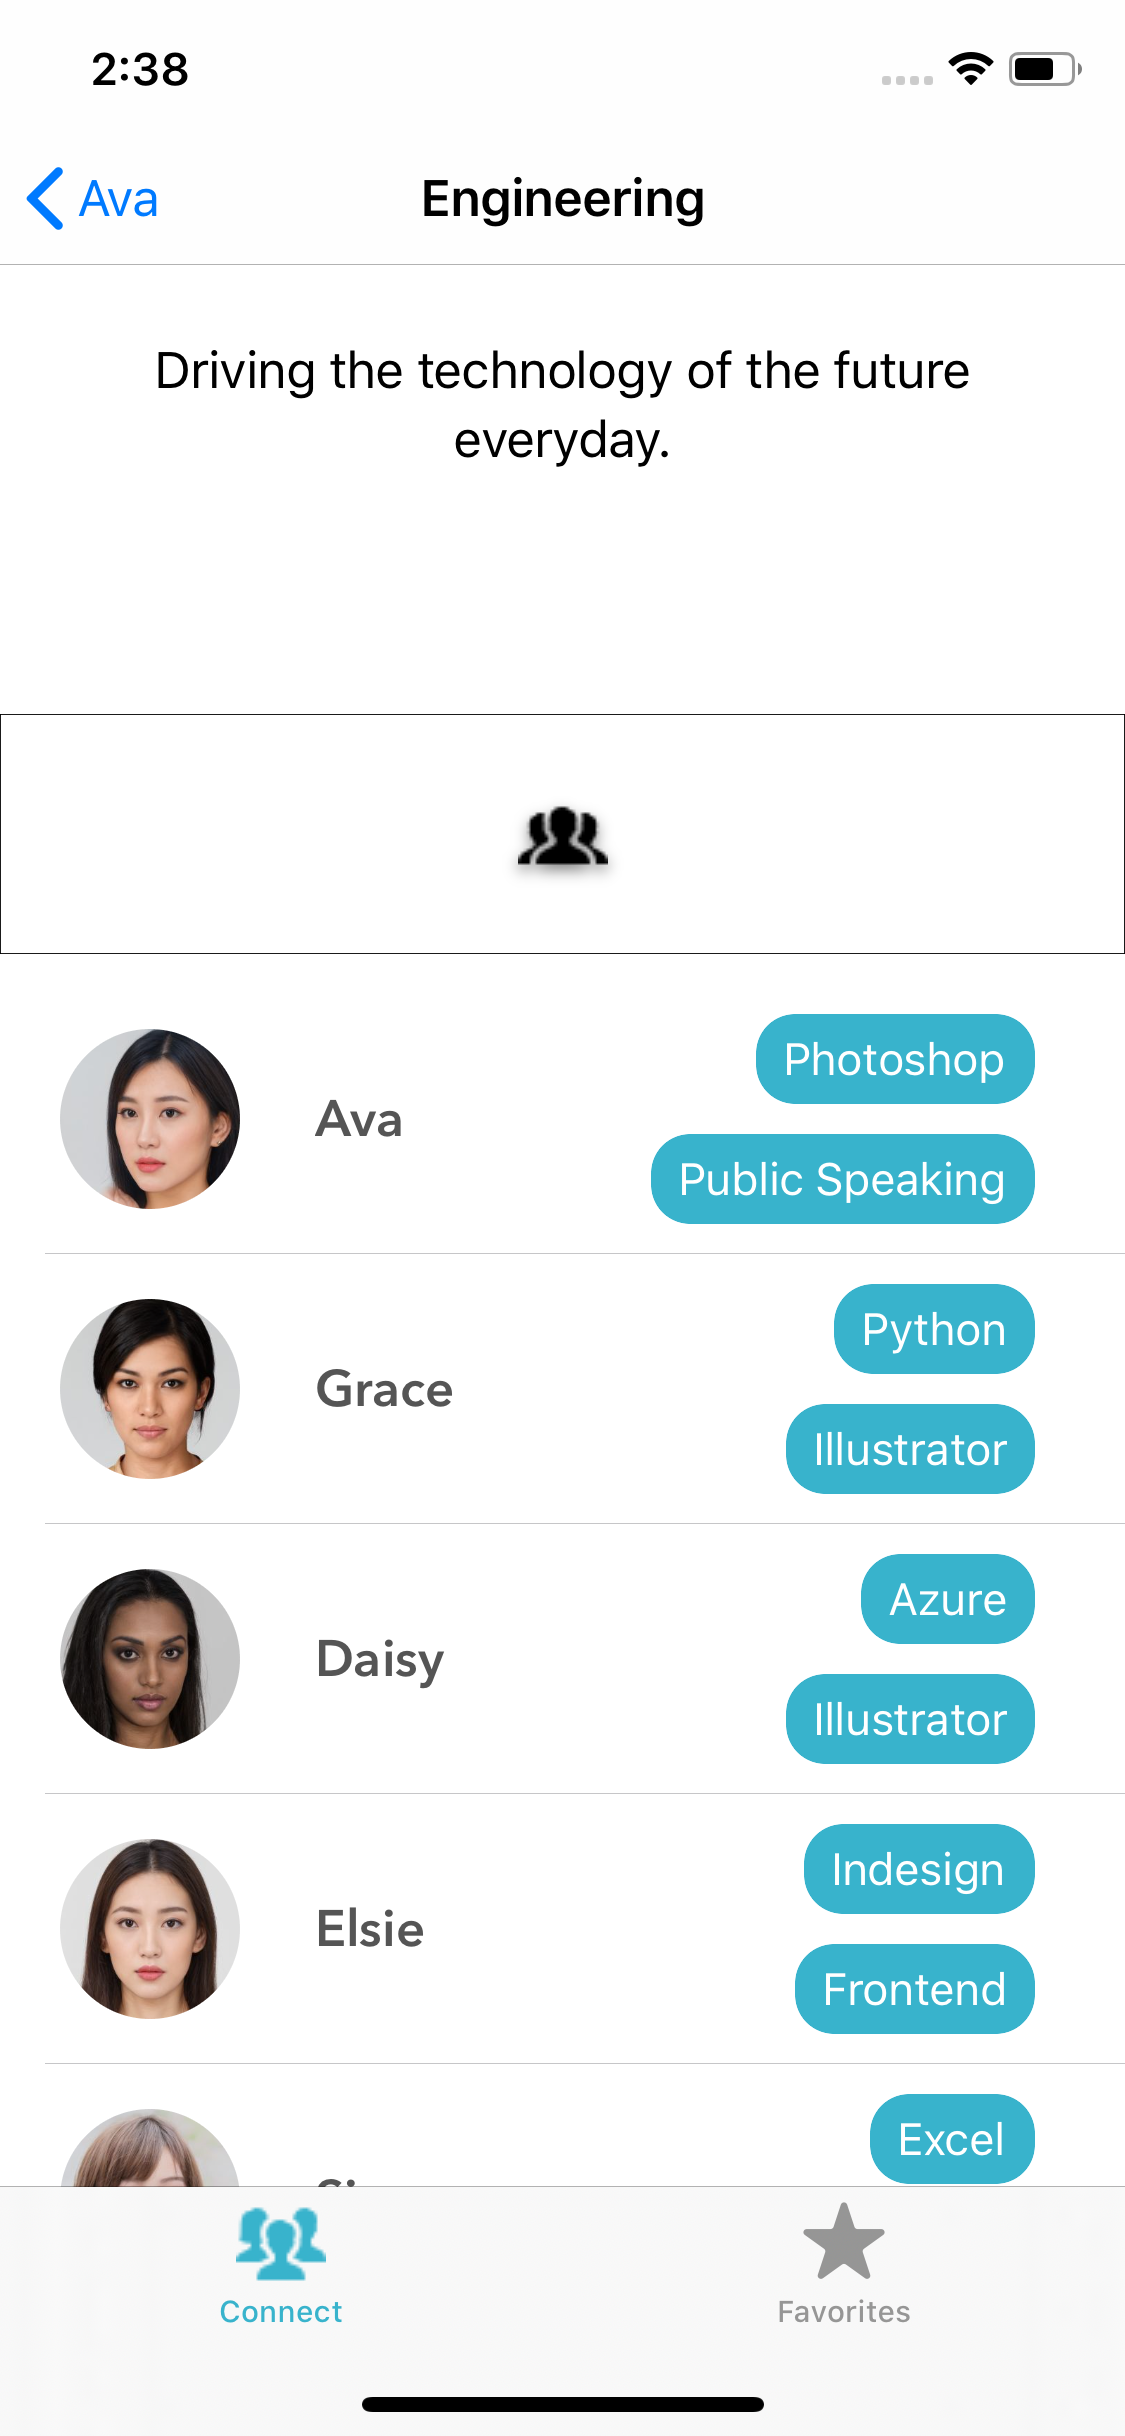 2:38
Ava
Engineering
Driving the technology of the future
everyday.
Photoshop
Ava
Public Speaking
Python
Grace
Illustrator
Azure
Daisy
Illustrator
Indesign
Elsie
Frontend
Excel
Connect
Favorites